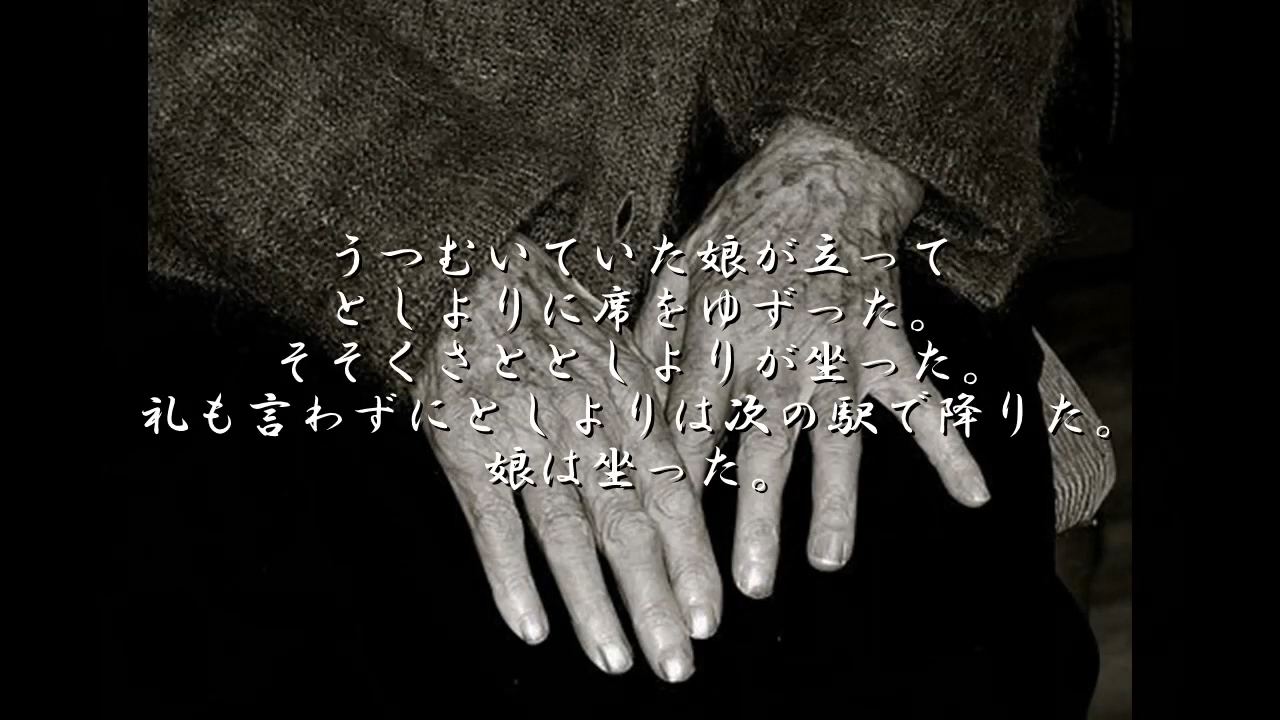 うつむいていた娘が立って
としよりに席をゆずった。
そそくさととしよりが坐った。
礼も言わずにとしよりは次の駅で降りた。
娘は坐った。